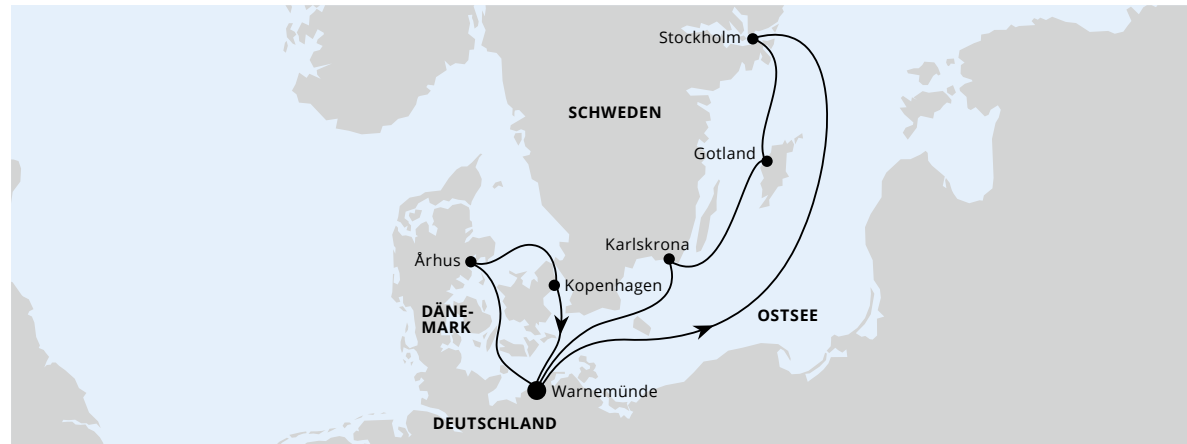 Stockholm
SCHWEDEN
Gotland
Karlskrona
Århus
Kopenhagen
DÄNE-
MARK
OSTSEE
Warnemünde
DEUTSCHLAND